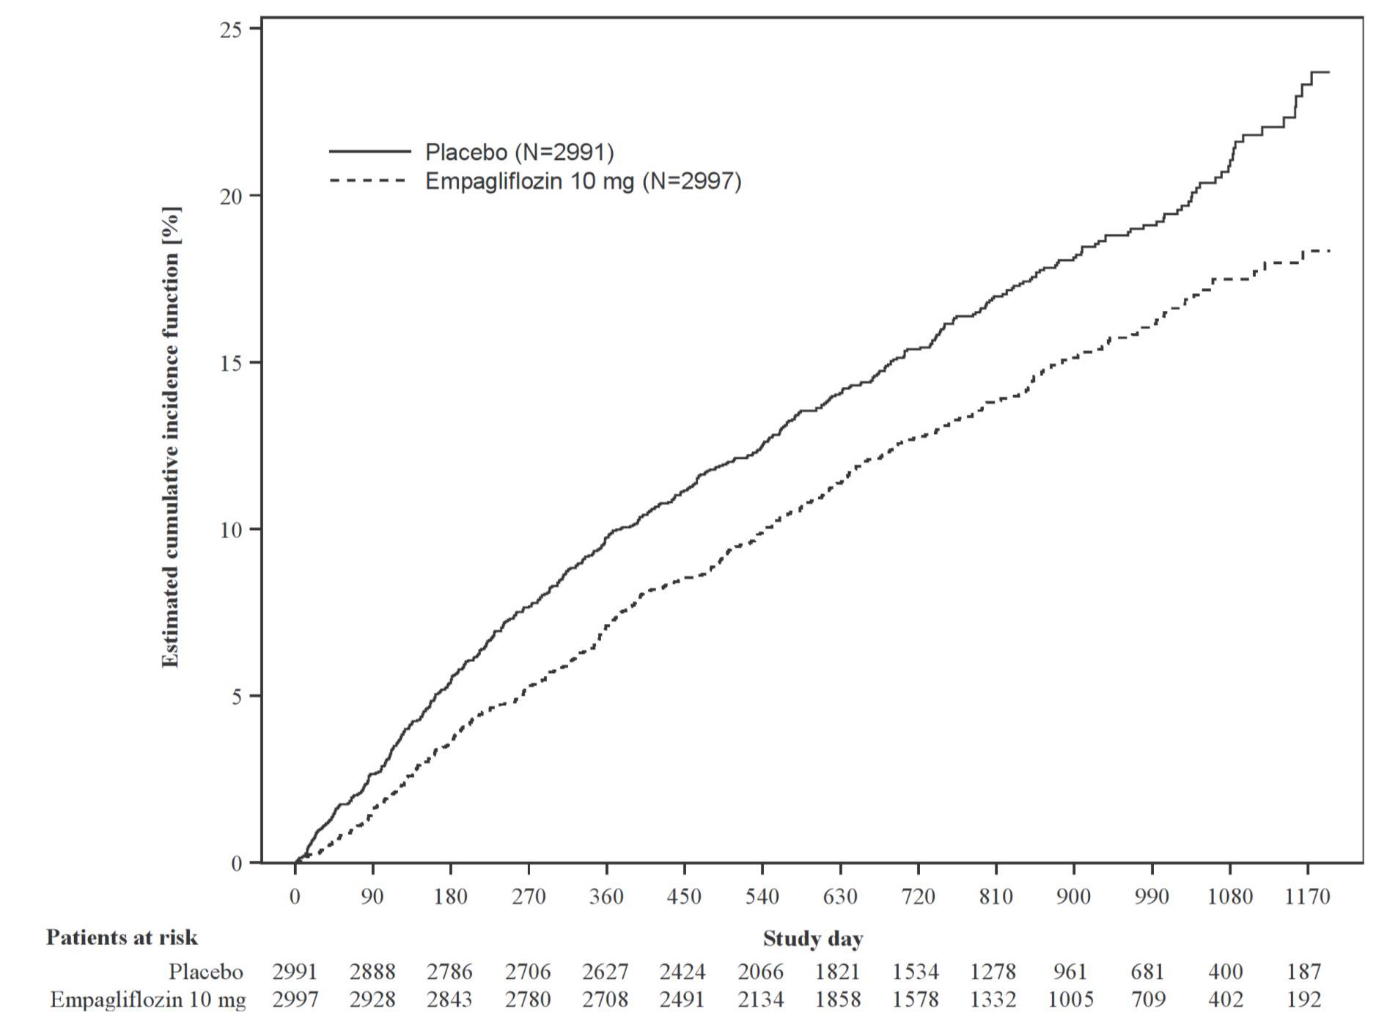 25
Placebo (N=2991)
Empagliflozin 10 mg (N=2997)
20
Estimated cumulative incidence function [%]
15
10
5
0
0 90 180 270 360 450 540 630 720 810 900 990 1080 1170
Patients at risk Study day
Placebo 2991 2888 2786 2706 2627 2424 2066 1821 1534 1278 961 681 400 187
Empagliflozin 10 mg 2997 2928 2843 2780 2708 2491 2134 1858 1578 1332 1005 709 402 192